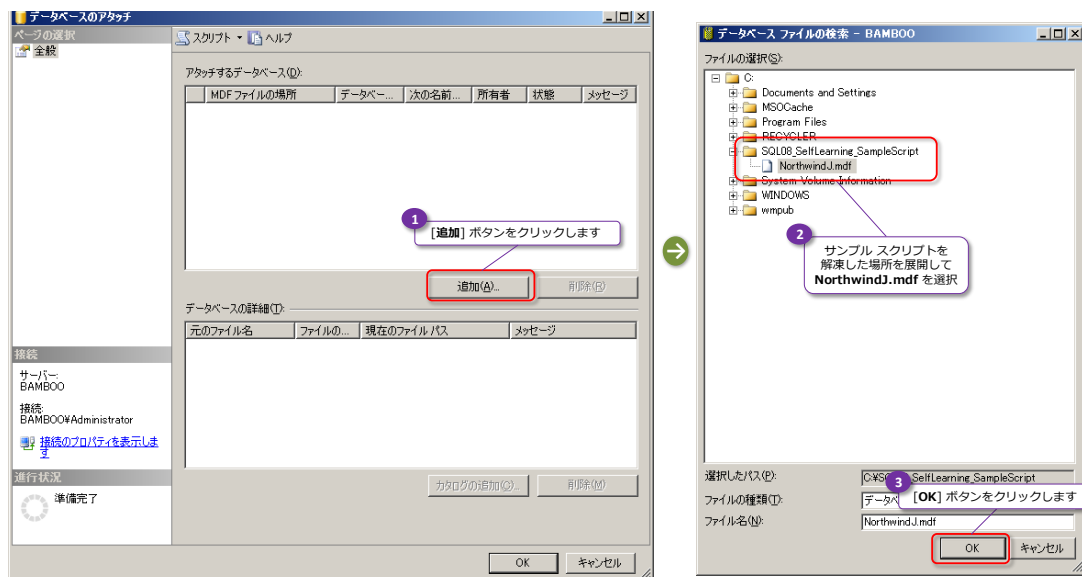 データベースのアタッチ
ページの選択
全般
スクリプト
ヘルプ
アタッチするデータベース(D):
MDF ファイルの場所
データベー...
次の名前...
所有者
状態
メッセージ
1
[追加] ボタンをクリックします
追加(A)...
削除(R)
データベースの詳細(T):
元のファイル名
ファイルの...
現在のファイル パス
メッセージ
接続
サーバー:
BAMBOO
接続:
BAMBOO¥Administrator
接続のプロパティを表示しま
す
進行状況
準備完了
カタログの追加(C)...
削除(M)
OK
キャンセル
データベース ファイルの検索 - BAMBOO
ファイルの選択(S):
C:
Documents and Settings
MSOCache
Program Files
RECYCLER
SQL08_SelfLearning_SampleScript
NorthwindJ.mdf
System Volume Information
WINDOWS
wmpub
2
サンプル スクリプトを
解凍した場所を展開して
NorthwindJ.mdf を選択
選択したパス(P):
SelfLearning_SampleScript
ファイルの種類(T):
3
[OK] ボタンをクリックします
ファイル名(N):
NorthwindJ.mdf
OK
キャンセル